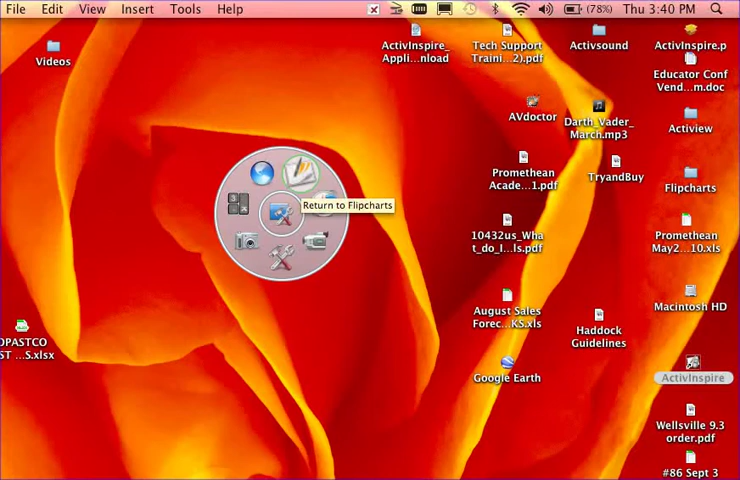 File Edit View Insert Tools Help (78%) Thu 3:40 PM
Videos
ActivInspire_
Appli...nload
Tech Support
Traini...2).pdf
Activsound
ActivInspire.p
Educator Conf
Vend...m.doc
AVdoctor
Darth_Vader_
March.mp3
Actiview
Promethean
Acade...1.pdf
TryandBuy
Flipcharts
Return to Flipcharts
3
10432us_Wha
t_do_I...ls.pdf
Promethean
May2...10.xls
August Sales
Forec...KS.xls
Haddock
Guidelines
Macintosh HD
OPASTCO
ST ...S.xlsx
Google Earth
ActivInspire
Wellsville 9.3
order.pdf
#86 Sept 3